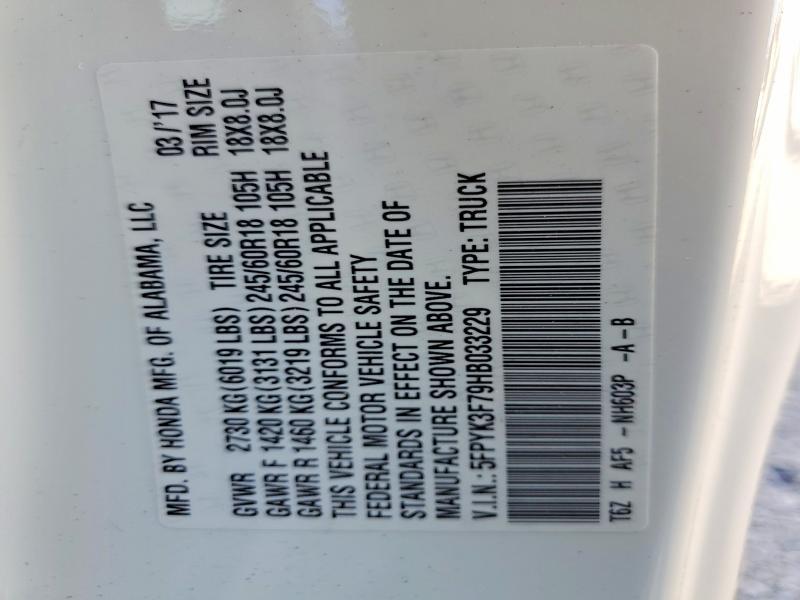 MFD. BY HONDA MFG. OF ALABAMA, LLC 03/'17
GVWR 2730 KG(6019 LBS) TIRE SIZE RIM SIZE
GAWR F 1420 KG(3131 LBS)245/60R18 105H 18X8.0J
GAWR R 1460 KG(3219 LBS)245/60R18 105H 18X8.0J
THIS VEHICLE CONFORMS TO ALL APPLICABLE
FEDERAL MOTOR VEHICLE SAFETY
STANDARDS IN EFFECT ON THE DATE OF
MANUFACTURE SHOWN ABOVE.
V.I.N.:5FPYK3F79HB033229 TYPE: TRUCK
T6Z H AF5 -NH603P -A-B